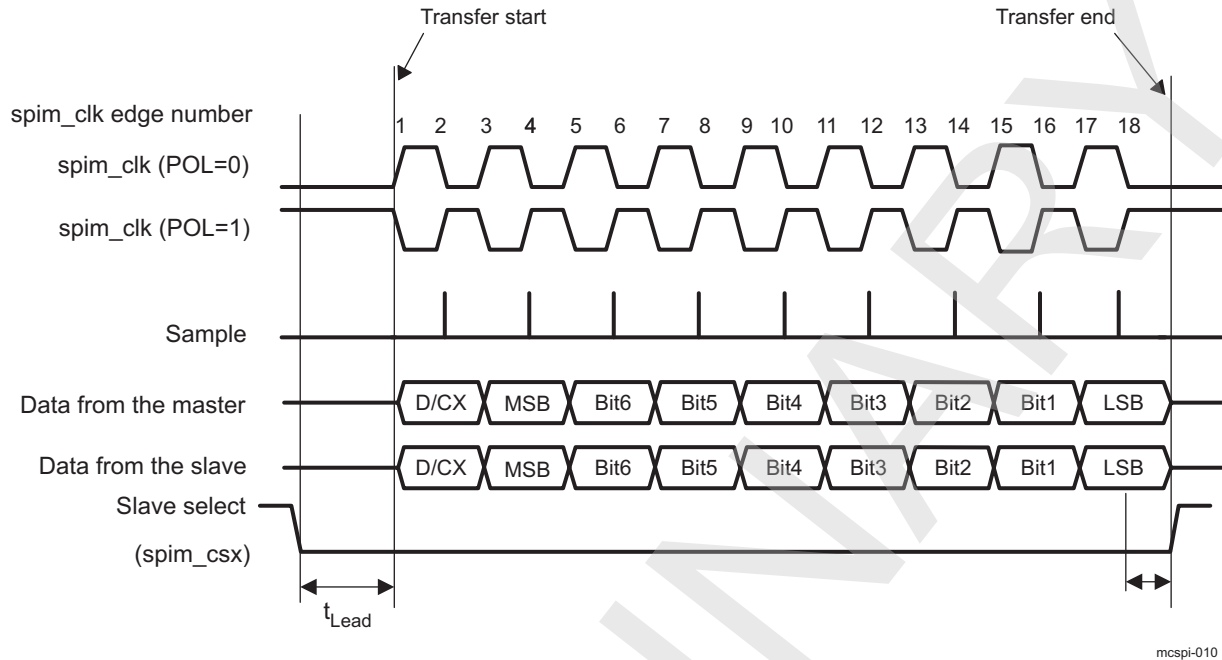 Transfer start
Transfer end
spim_clk edge number
1 2 3 4 5 6 7 8 9 10 11 12 13 14 15 16 17 18
spim_clk (POL=0)
spim_clk (POL=1)
Sample
Data from the master
D/CX MSB Bit6 Bit5 Bit4 Bit3 Bit2 Bit1 LSB
Data from the slave
D/CX MSB Bit6 Bit5 Bit4 Bit3 Bit2 Bit1 LSB
Slave select
(spim_csx)
tLead
mcspi-010
INARY